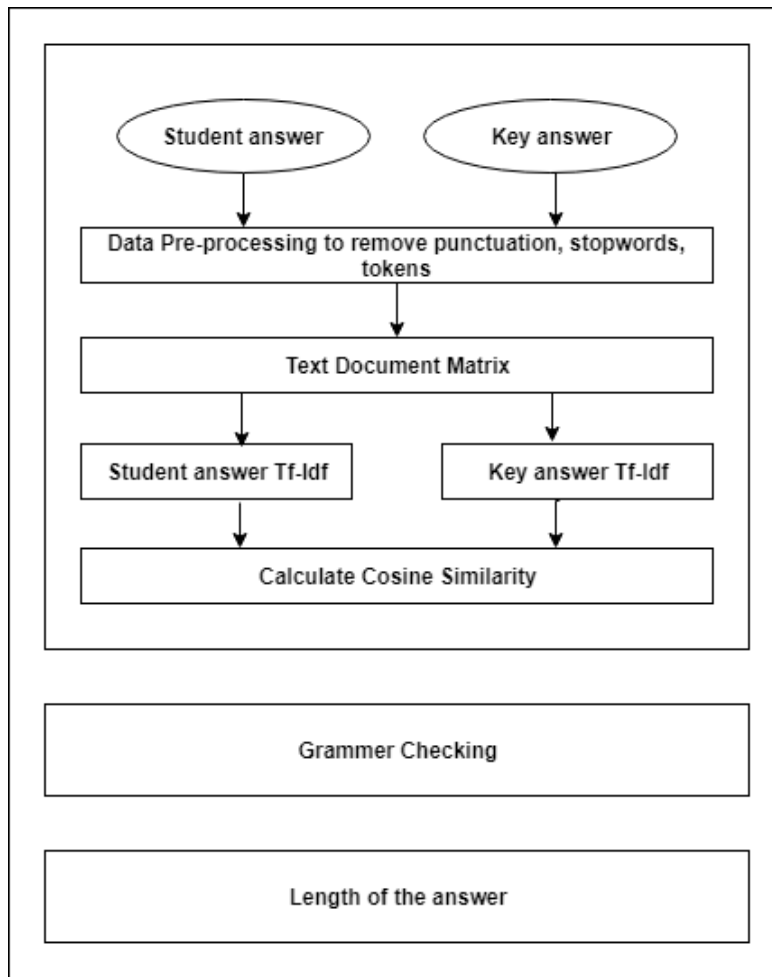 Student answer
Key answer
Data Pre-processing to remove punctuation, stopwords,
tokens
Text Document Matrix
Student answer Tf-Idf
Key answer Tf-Idf
Calculate Cosine Similarity
Grammer Checking
Length of the answer